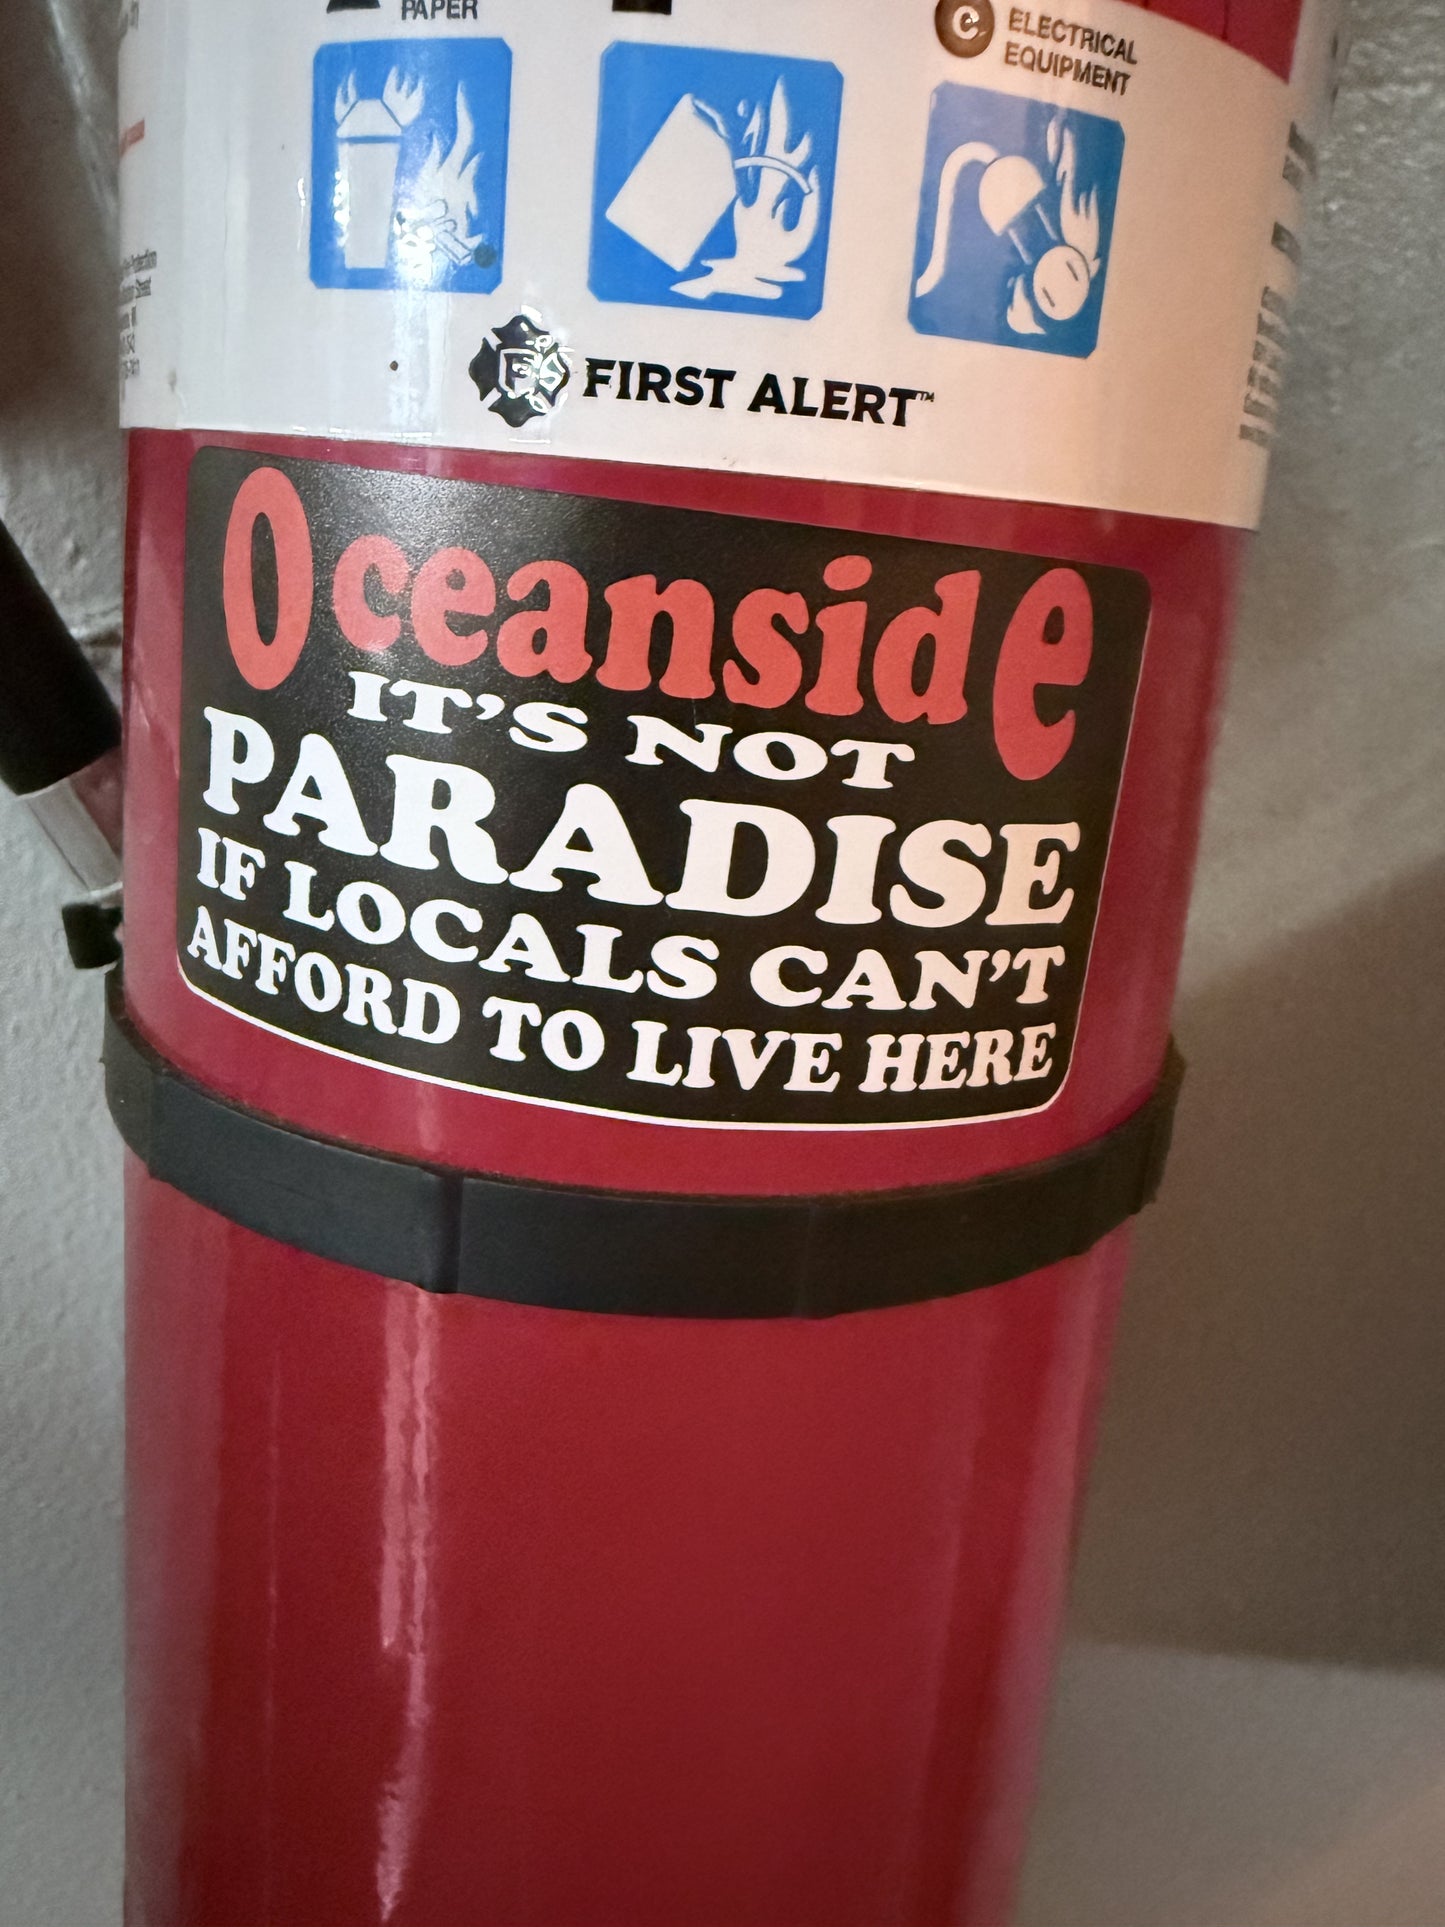 PAPER
C ELECTRICAL
EQUIPMENT
FIRST ALERT™
Oceanside
IT'S NOT
PARADISE
IF LOCALS CAN'T
AFFORD TO LIVE HERE